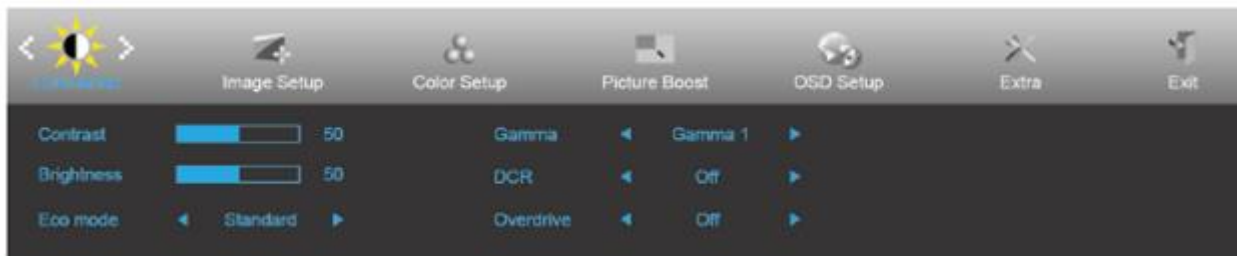 Image Setup
Color Setup
Picture Boost
OSD Setup
Extra
Exit
Contrast 50 Gamma Gamma 1
Brightness 50 DCR Off
Eco mode Standard Overdrive Off